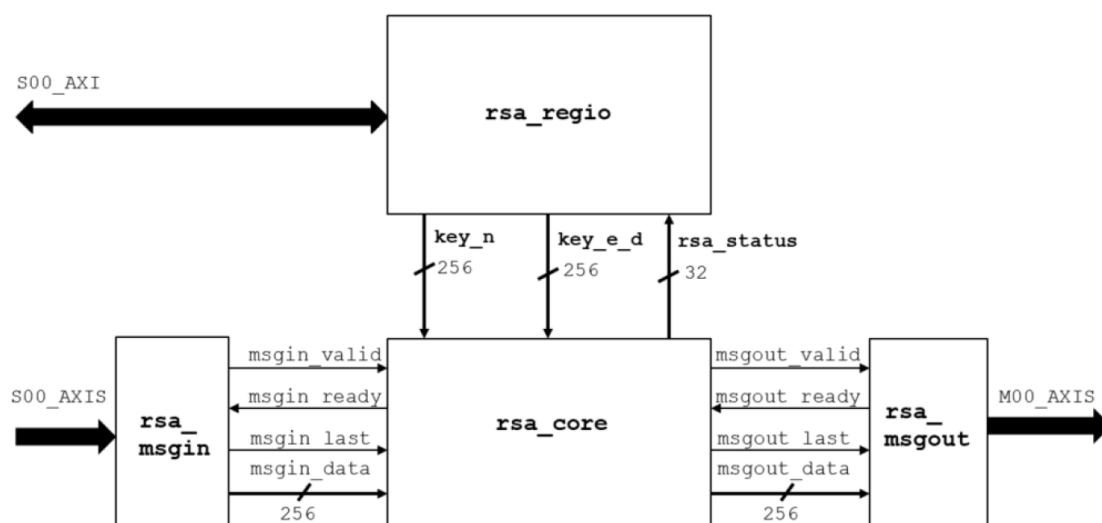 S00_AXI
rsa_regio
key_n
256
key_e_d
256
rsa_status
32
S00_AXIS
rsa_
msgin
msgin_valid
msgin_ready
msgin_last
msgin_data
256
rsa_core
msgout_valid
msgout_ready
msgout_last
msgout_data
256
rsa_
msgout
M00_AXIS